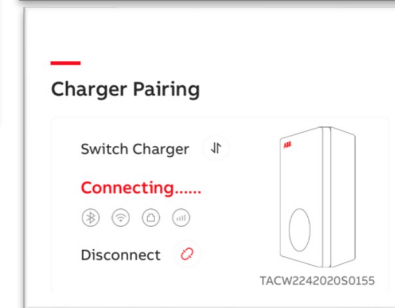 Charger Pairing
Switch Charger
Connecting......
Disconnect
ABB
TACW2242020S0155